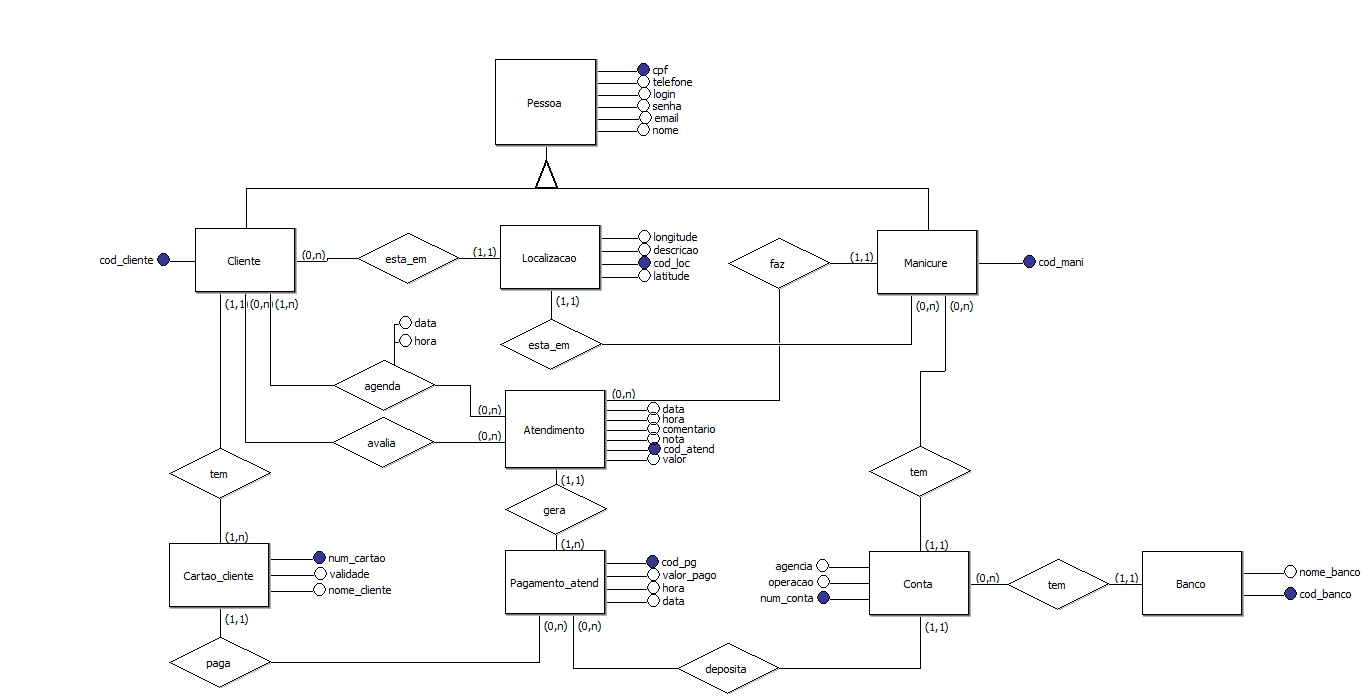 Pessoa
cpf
telefone
login
senha
email
nome
cod_cliente
Cliente
(0,n)
esta_em
(1,1)
Localizacao
longitude
descricao
cod_loc
latitude
faz
(1,1)
Manicure
cod_mani
(1,1) (0,n) (1,n)
(1,1)
(0,n) (0,n)
data
hora
esta_em
agenda
(0,n)
(0,n)
Atendimento
data
hora
comentario
nota
cod_atend
valor
avalia
(0,n)
tem
(1,1)
gera
(1,n)
tem
(1,n)
(1,1)
Cartao_cliente
num_cartao
validade
nome_cliente
Pagamento_atend
cod_pg
valor_pago
hora
data
agencia
operacao
num_conta
Conta
(0,n)
tem
(1,1)
Banco
nome_banco
cod_banco
(1,1)
(0,n) (0,n)
(1,1)
paga
deposita